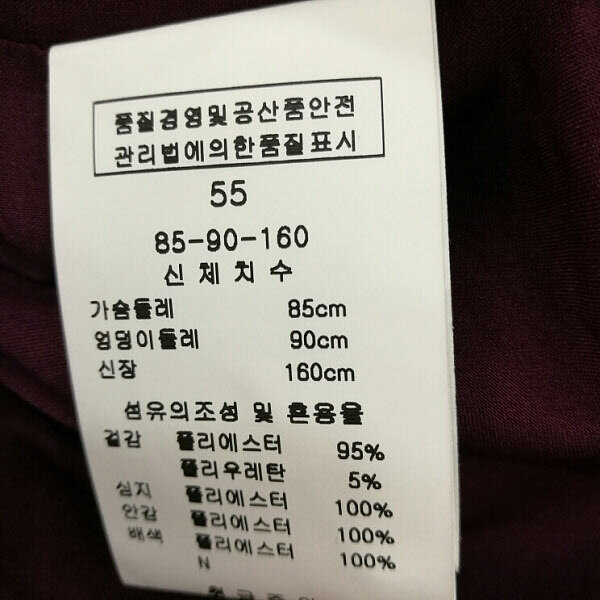 품질경영및공산품안전
관리법에의한품질표시
55
85-90-160
신체치수
가슴둘레 85cm
엉덩이둘레 90cm
신장 160cm
섬유의조성 및 혼용율
겉감 폴리에스터 95%
폴리우레탄 5%
심지 폴리에스터 100%
안감 폴리에스터 100%
배색 폴리에스터 100%
N